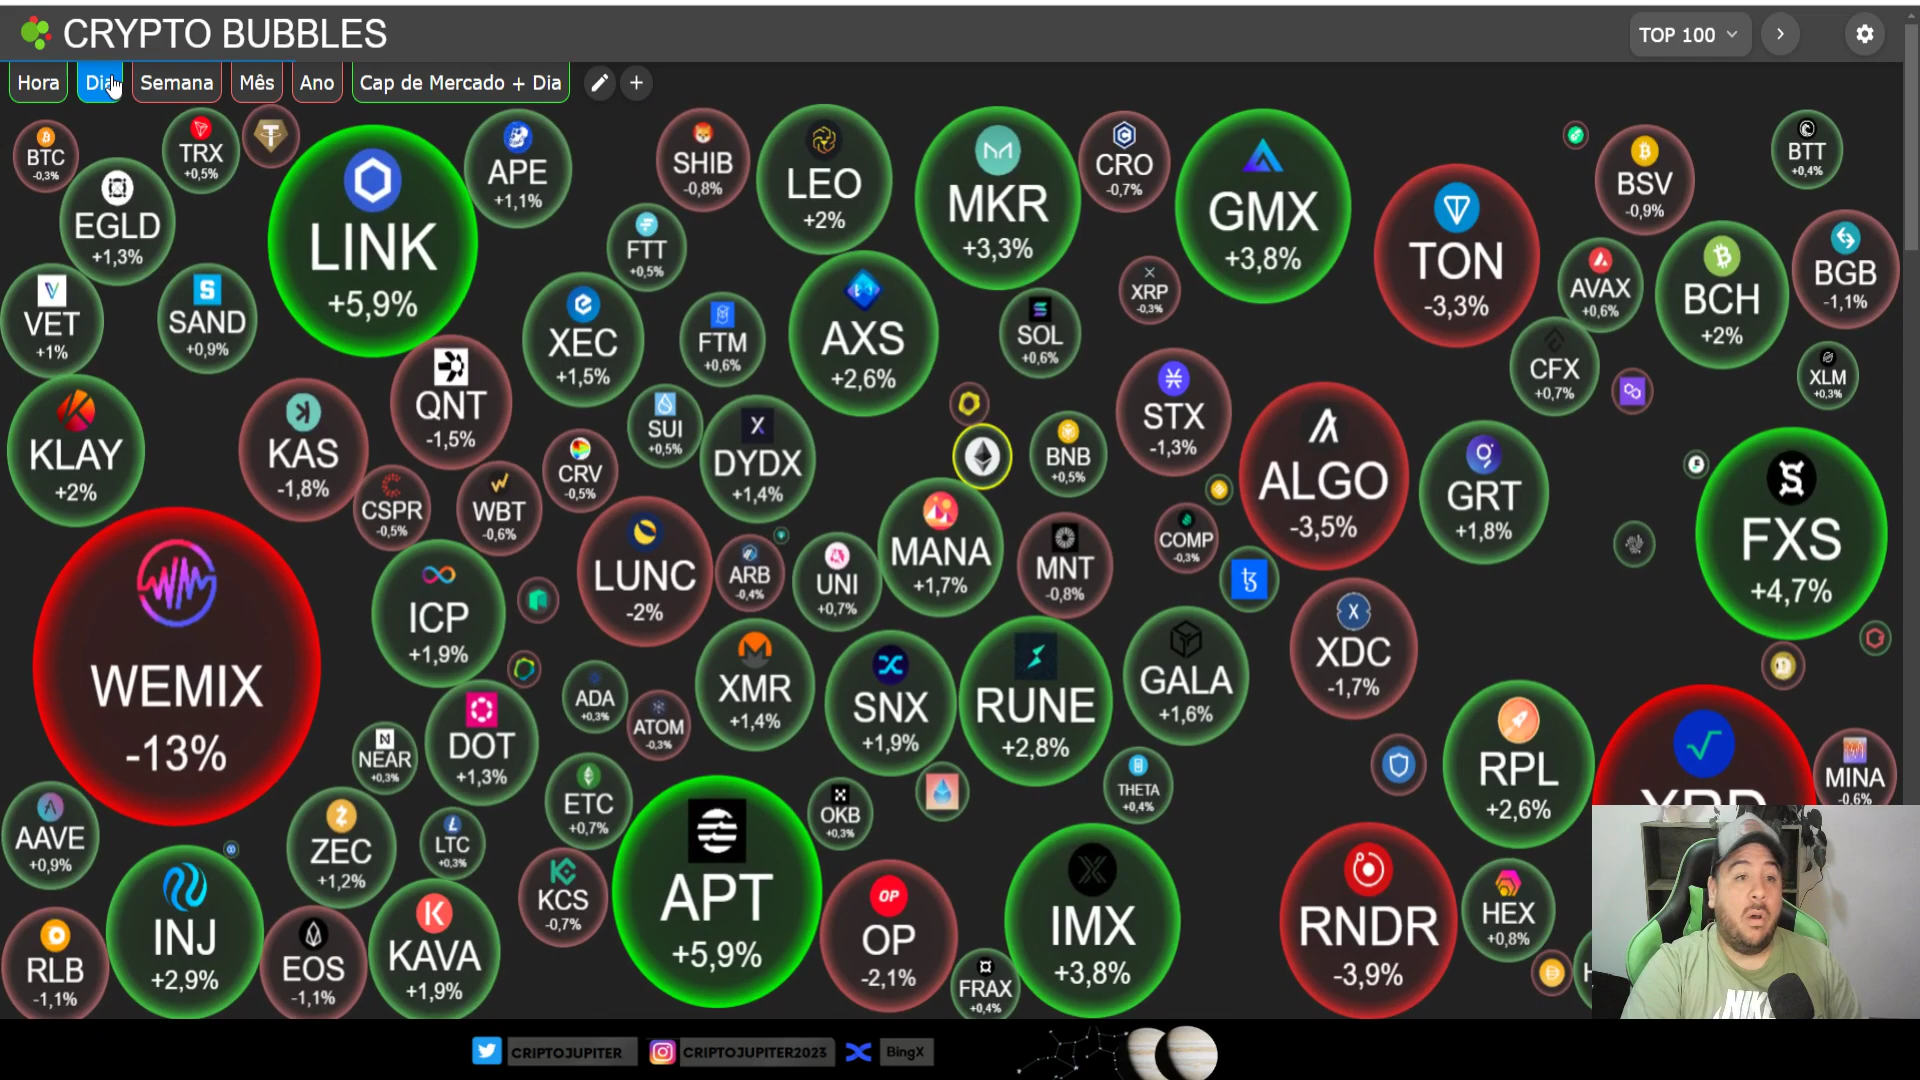 CRYPTO BUBBLES
TOP 100
Hora
Dia
Semana
Mês
Ano
Cap de Mercado + Dia
BTC
-0,3%
TRX
+0,5%
EGLD
+1,3%
LINK
+5,9%
APE
+1,1%
SHIB
-0,8%
LEO
+2%
MKR
+3,3%
CRO
-0,7%
GMX
+3,8%
TON
-3,3%
BSV
-0,9%
BTT
+0,4%
VET
+1%
SAND
+0,9%
FTT
+0,5%
XEC
+1,5%
FTM
+0,6%
AXS
+2,6%
SOL
+0,6%
XRP
-0,3%
AVAX
+0,6%
BCH
+2%
BGB
-1,1%
CFX
+0,7%
XLM
+0,3%
KLAY
+2%
KAS
-1,8%
QNT
-1,5%
CSPR
-0,5%
WBT
-0,6%
CRV
-0,5%
SUI
+0,5%
DYDX
+1,4%
BNB
+0,5%
STX
-1,3%
ALGO
-3,5%
GRT
+1,8%
FXS
+4,7%
WEMIX
-13%
ICP
+1,9%
LUNC
-2%
ARB
-0,4%
UNI
+0,7%
MANA
+1,7%
MNT
-0,8%
COMP
-0,3%
XDC
-1,7%
DOT
+1,3%
NEAR
+0,3%
ADA
+0,3%
ATOM
-0,3%
XMR
+1,4%
SNX
+1,9%
RUNE
+2,8%
GALA
+1,6%
THETA
+0,4%
RPL
+2,6%
XRD
MINA
-0,6%
AAVE
+0,9%
ZEC
+1,2%
LTC
+0,3%
ETC
+0,7%
APT
+5,9%
OKB
+0,3%
IMX
+3,8%
RNDR
-3,9%
HEX
+0,8%
RLB
-1,1%
INJ
+2,9%
EOS
-1,1%
KAVA
+1,9%
KCS
-0,7%
OP
OP
-2,1%
FRAX
+0,4%
H
NIKE
CRIPTOJUPITER
CRIPTOJUPITER2023
BingX